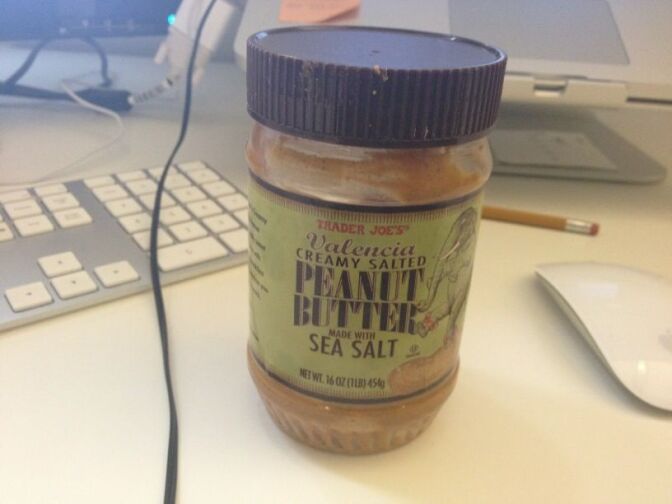 TRADER JOE'S®
Valencia
CREAMY SALTED
PEANUT
BUTTER
MADE WITH
SEA SALT
NET WT. 16 OZ (1LB) 454g